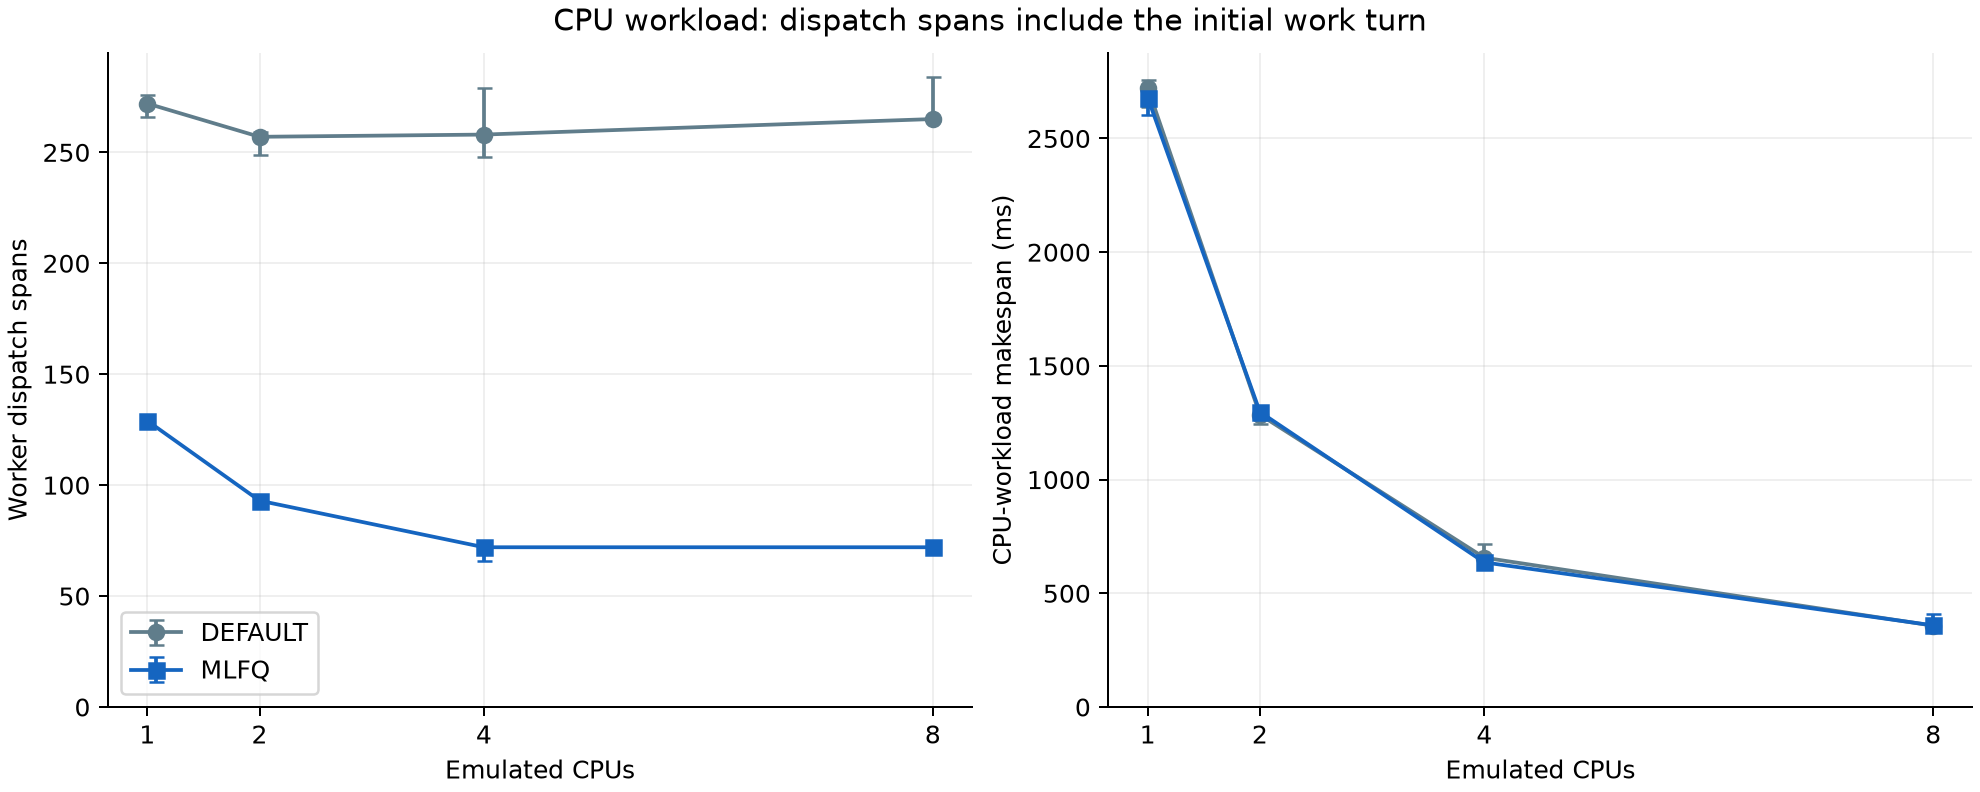 CPU workload: dispatch spans include the initial work turn
Worker dispatch spans
250
200
150
100
50
0
DEFAULT
MLFQ
1 2 4 8
Emulated CPUs
CPU-workload makespan (ms)
2500
2000
1500
1000
500
0
1 2 4 8
Emulated CPUs